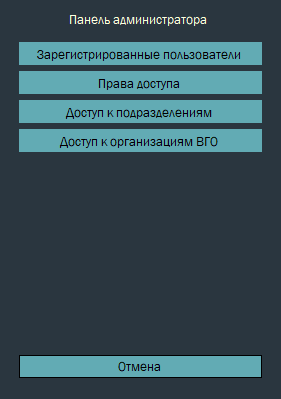 Панель администратора
Зарегистрированные пользователи
Права доступа
Доступ к подразделениям
Доступ к организациям ВГО
Отмена